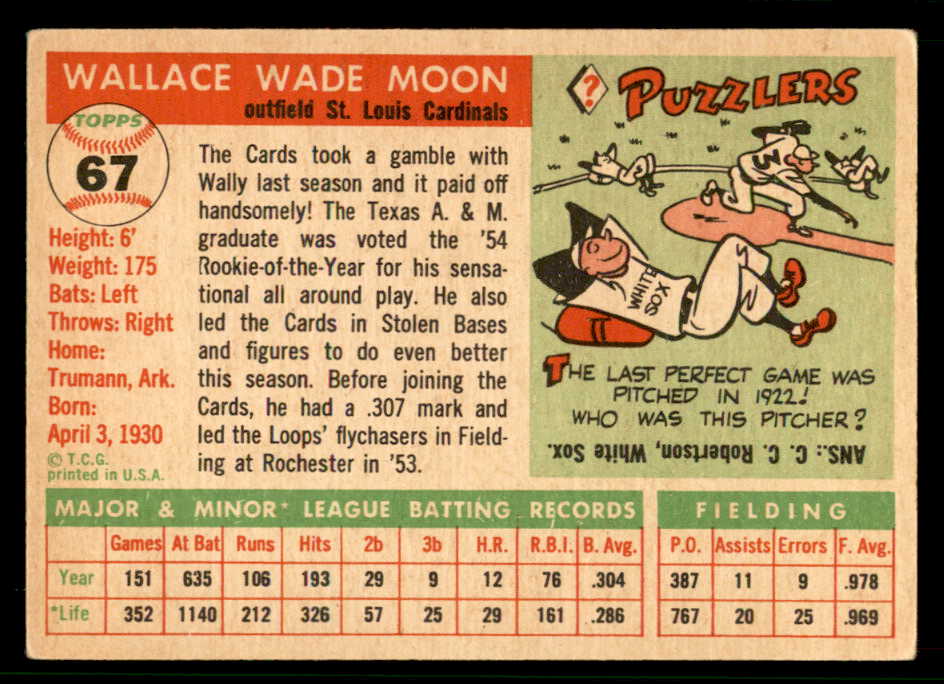 WALLACE WADE MOON
outfield St. Louis Cardinals
TOPPS
67
Height: 6'
Weight: 175
Bats: Left
Throws: Right
Home:
Trumann, Ark.
Born:
April 3, 1930
© T.C.G.
printed in U.S.A.
The Cards took a gamble with
Wally last season and it paid off
handsomely! The Texas A. & M.
graduate was voted the '54
Rookie-of-the-Year for his sensa-
tional all around play. He also
led the Cards in Stolen Bases
and figures to do even better
this season. Before joining the
Cards, he had a .307 mark and
led the Loops' flychasers in Field-
ing at Rochester in '53.
? PUZZLERS
3
WHITE
SOX
THE LAST PERFECT GAME WAS
PITCHED IN 1922!
WHO WAS THIS PITCHER?
ANS.: C. C. Robertson, White Sox.
MAJOR & MINOR* LEAGUE BATTING RECORDS
Games At Bat Runs Hits 2b 3b H.R. R.B.I. B. Avg.
Year 151 635 106 193 29 9 12 76 .304
*Life 352 1140 212 326 57 25 29 161 .286
FIELDING
P.O. Assists Errors F. Avg.
387 11 9 .978
767 20 25 .969